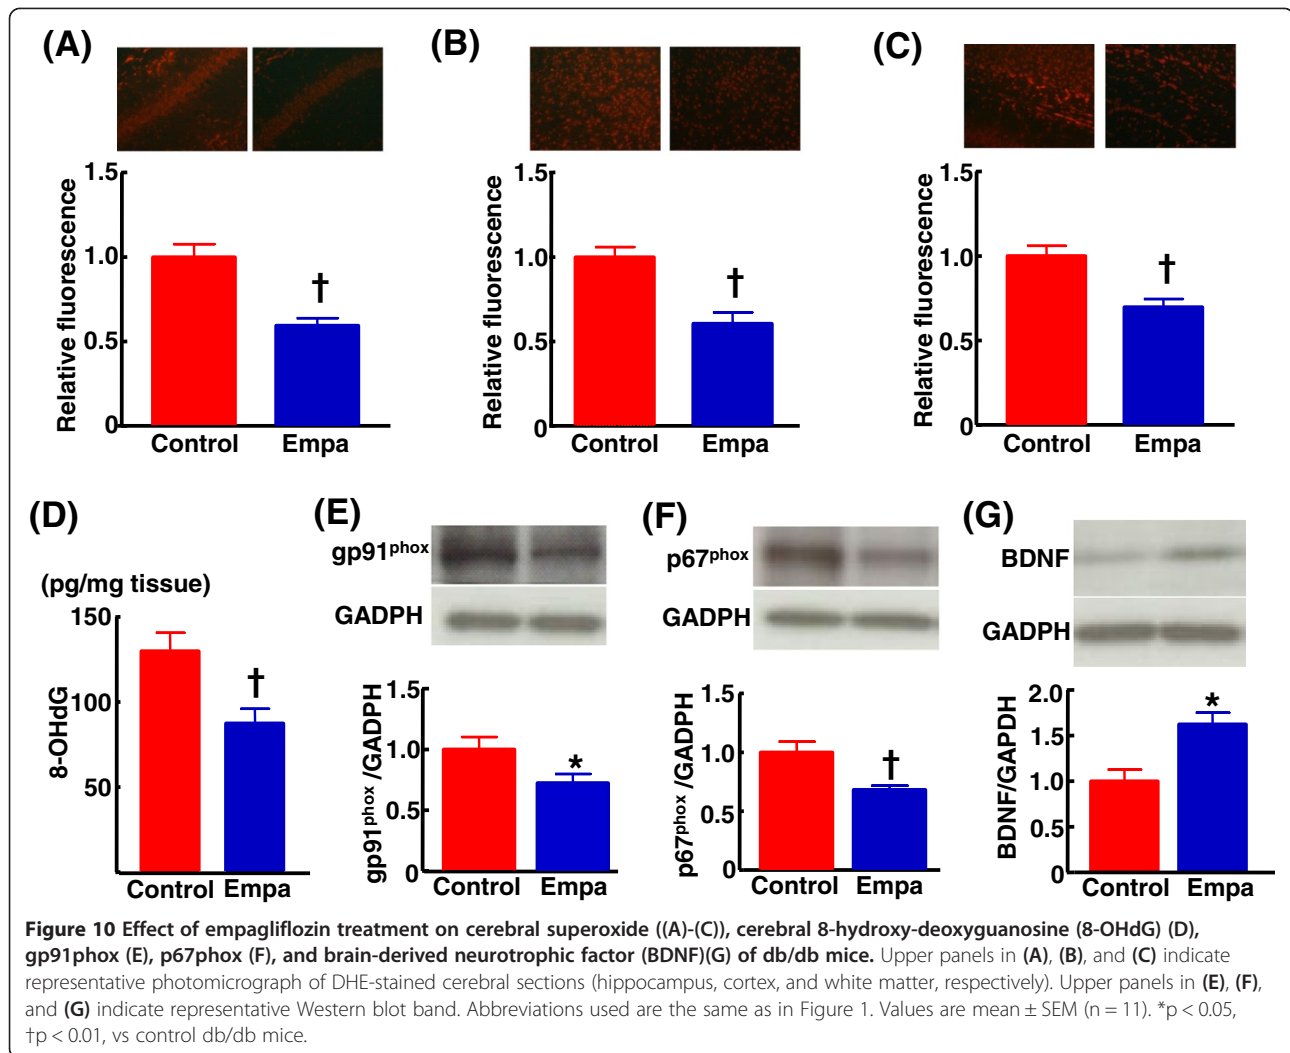 (A)
(B)
(C)
Relative fluorescence
1.5
1.0
0.5
0
Control Empa
Relative fluorescence
1.5
1.0
0.5
0
Control Empa
Relative fluorescence
1.5
1.0
0.5
0
Control Empa
†
†
†
(D)
(pg/mg tissue)
8-OHdG
150
100
50
†
Control Empa
(E)
gp91phox
GADPH
gp91phox /GADPH
1.5
1.0
0.5
0
*
Control Empa
(F)
p67phox
GADPH
p67phox /GADPH
1.5
1.0
0.5
0
†
Control Empa
(G)
BDNF
GADPH
BDNF/GAPDH
2.0
1.5
1.0
0.5
0
*
Control Empa
Figure 10 Effect of empagliflozin treatment on cerebral superoxide ((A)-(C)), cerebral 8-hydroxy-deoxyguanosine (8-OHdG) (D),
gp91phox (E), p67phox (F), and brain-derived neurotrophic factor (BDNF)(G) of db/db mice. Upper panels in (A), (B), and (C) indicate
representative photomicrograph of DHE-stained cerebral sections (hippocampus, cortex, and white matter, respectively). Upper panels in (E), (F),
and (G) indicate representative Western blot band. Abbreviations used are the same as in Figure 1. Values are mean ± SEM (n = 11). *p < 0.05,
†p < 0.01, vs control db/db mice.